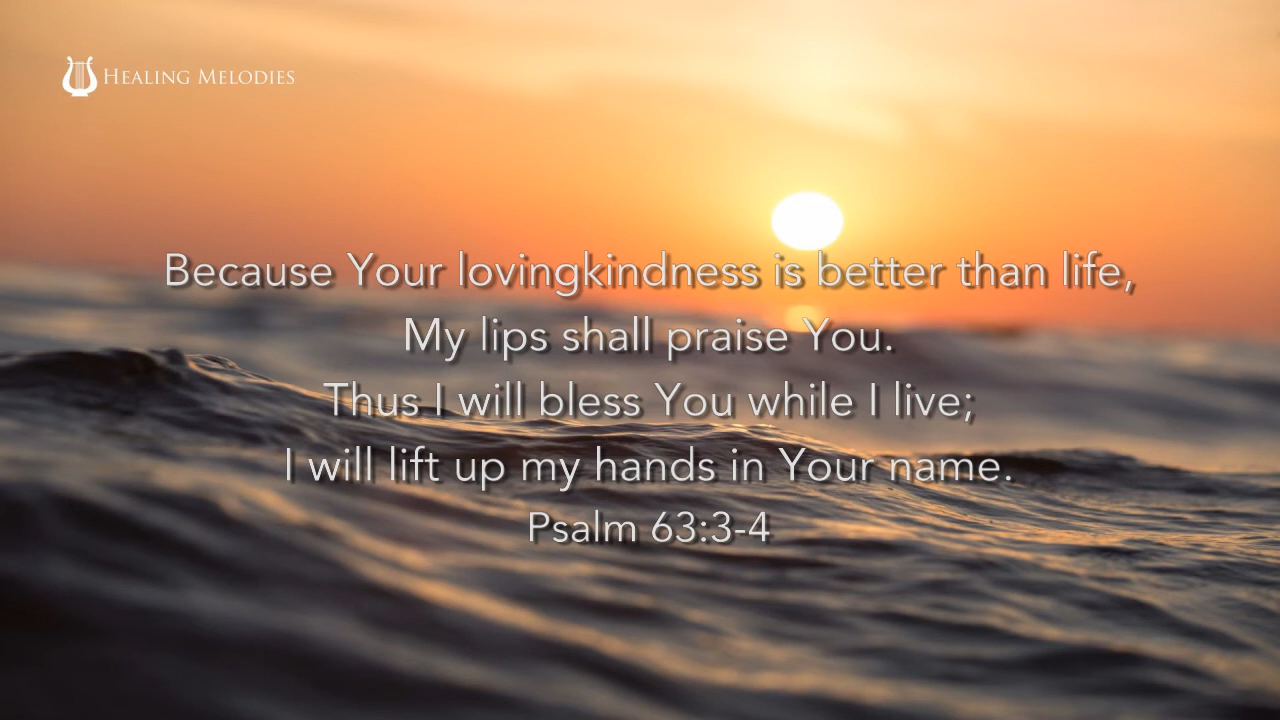 Healing Melodies
Because Your lovingkindness is better than life,
My lips shall praise You.
Thus I will bless You while I live;
I will lift up my hands in Your name.
Psalm 63:3-4